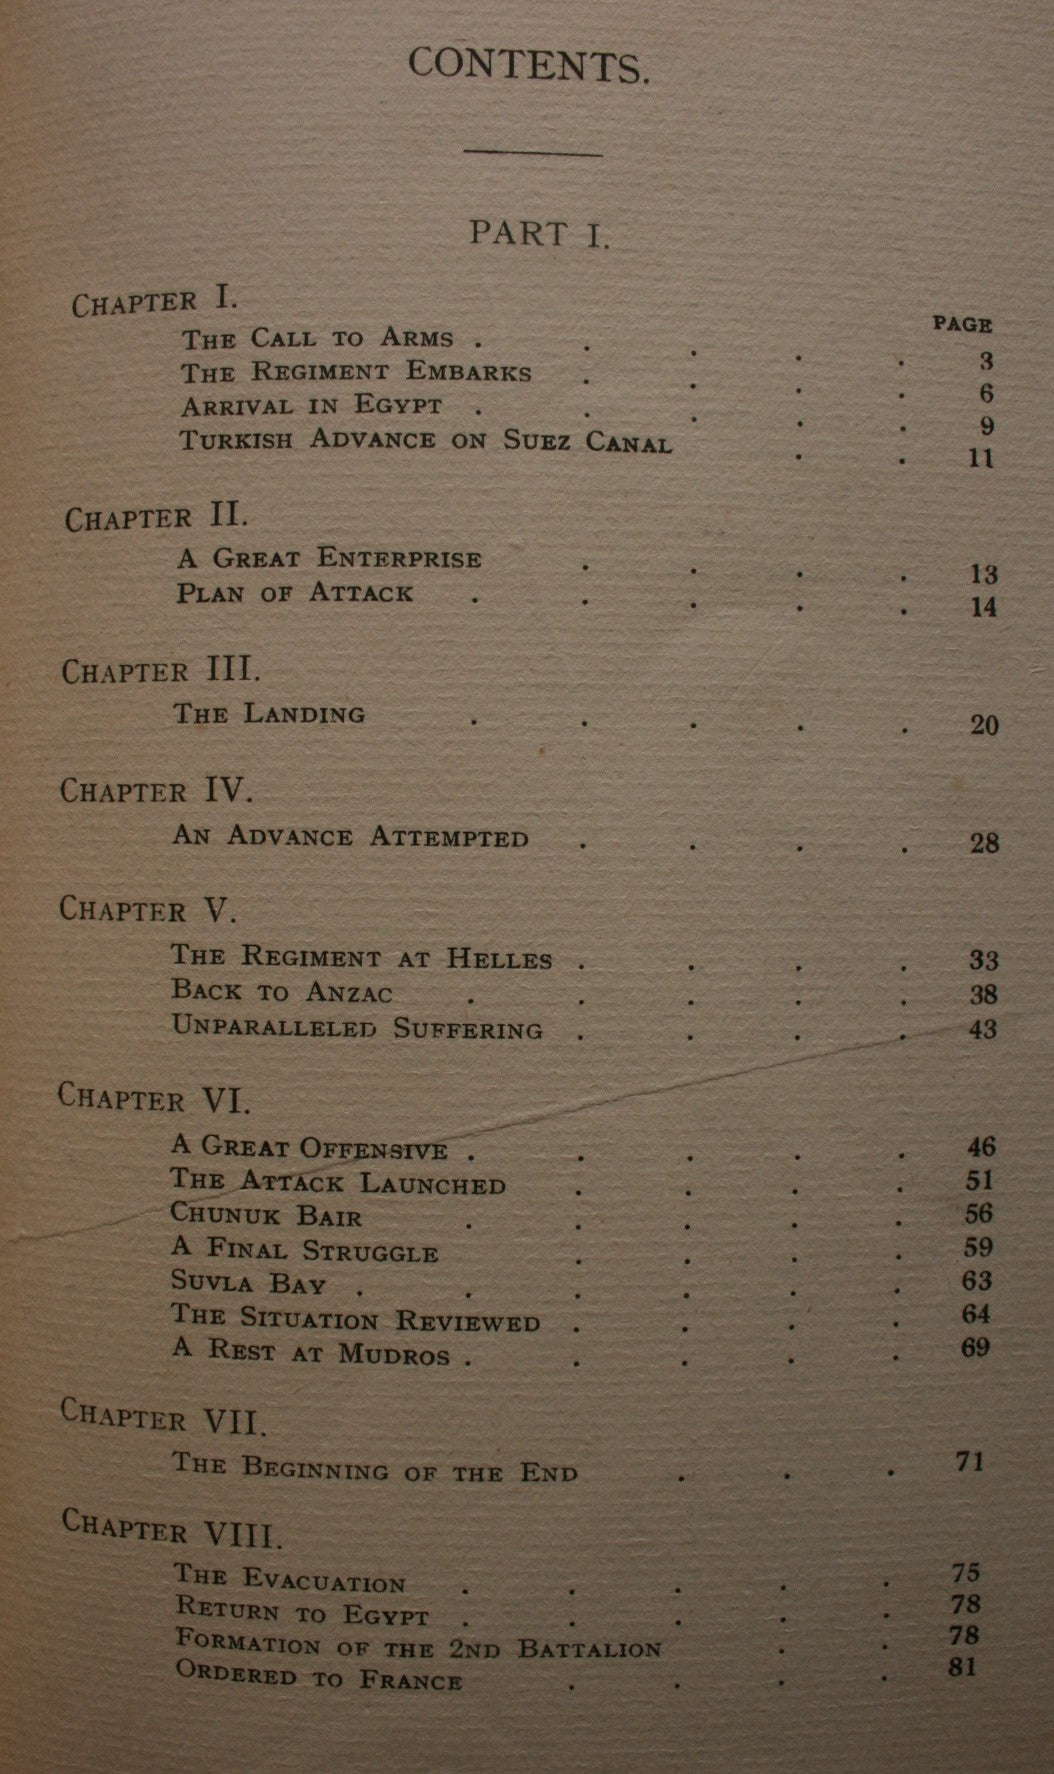 CONTENTS.
PART I.
CHAPTER I.
PAGE
THE CALL TO ARMS . . . . . 3
THE REGIMENT EMBARKS . . . . 6
ARRIVAL IN EGYPT . . . . . 9
TURKISH ADVANCE ON SUEZ CANAL . . 11
CHAPTER II.
A GREAT ENTERPRISE . . . . 13
PLAN OF ATTACK . . . . . 14
CHAPTER III.
THE LANDING . . . . . 20
CHAPTER IV.
AN ADVANCE ATTEMPTED . . . . 28
CHAPTER V.
THE REGIMENT AT HELLES . . . . 33
BACK TO ANZAC . . . . . 38
UNPARALLELED SUFFERING . . . . 43
CHAPTER VI.
A GREAT OFFENSIVE . . . . . 46
THE ATTACK LAUNCHED . . . . 51
CHUNUK BAIR . . . . . 56
A FINAL STRUGGLE . . . . 59
SUVLA BAY . . . . . . 63
THE SITUATION REVIEWED . . . . 64
A REST AT MUDROS . . . . . 69
CHAPTER VII.
THE BEGINNING OF THE END . . . 71
CHAPTER VIII.
THE EVACUATION . . . . . 75
RETURN TO EGYPT . . . . . 78
FORMATION OF THE 2ND BATTALION . . 78
ORDERED TO FRANCE . . . . 81